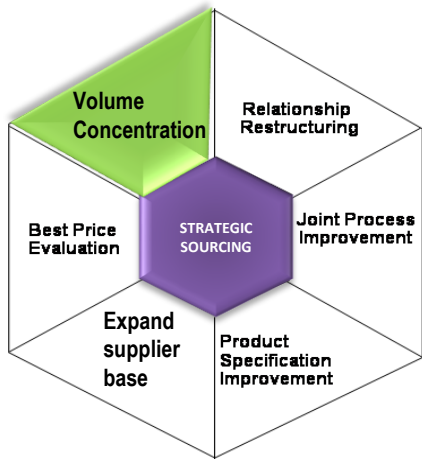 Volume
Concentration
Relationship
Restructuring
Best Price
Evaluation
STRATEGIC
SOURCING
Joint Process
Improvement
Expand
supplier
base
Product
Specification
Improvement